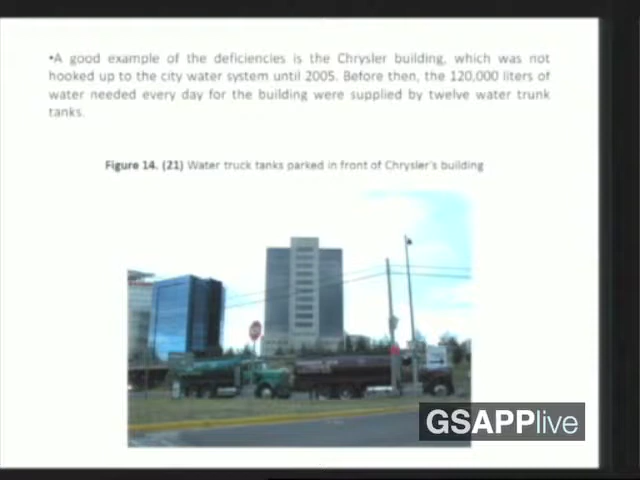 •A good example of the deficiencies is the Chrysler building, which was not
hooked up to the city water system until 2005. Before then, the 120,000 liters of
water needed every day for the building were supplied by twelve water trunk
tanks.
Figure 14. (21) Water truck tanks parked in front of Chrysler's building
GSAPPlive